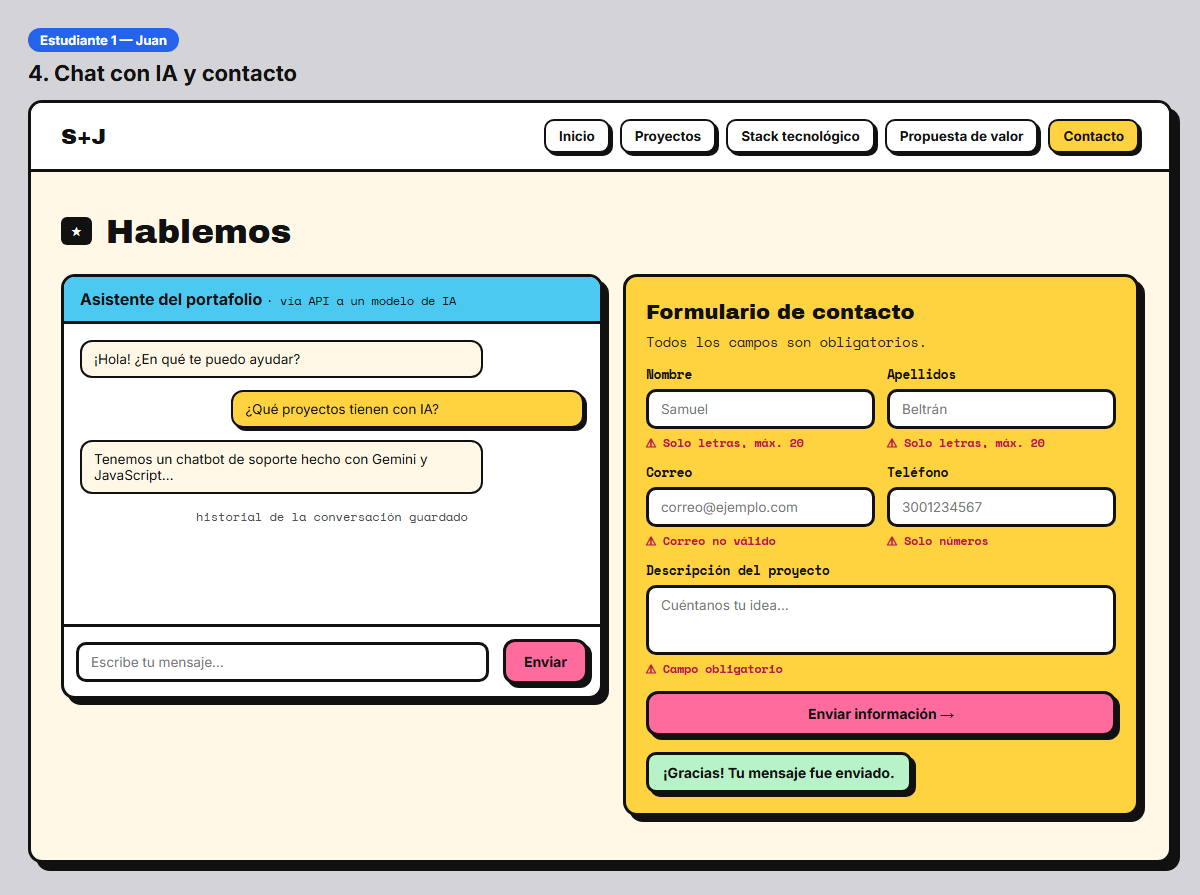 Estudiante 1 — Juan
4. Chat con IA y contacto
S+J
Inicio
Proyectos
Stack tecnológico
Propuesta de valor
Contacto
★ Hablemos
Asistente del portafolio · vía API a un modelo de IA
¡Hola! ¿En qué te puedo ayudar?
¿Qué proyectos tienen con IA?
Tenemos un chatbot de soporte hecho con Gemini y
JavaScript...
historial de la conversación guardado
Escribe tu mensaje...
Enviar
Formulario de contacto
Todos los campos son obligatorios.
Nombre
Apellidos
Samuel
Beltrán
⚠ Solo letras, máx. 20
⚠ Solo letras, máx. 20
Correo
Teléfono
correo@ejemplo.com
3001234567
⚠ Correo no válido
⚠ Solo números
Descripción del proyecto
Cuéntanos tu idea...
⚠ Campo obligatorio
Enviar información →
¡Gracias! Tu mensaje fue enviado.